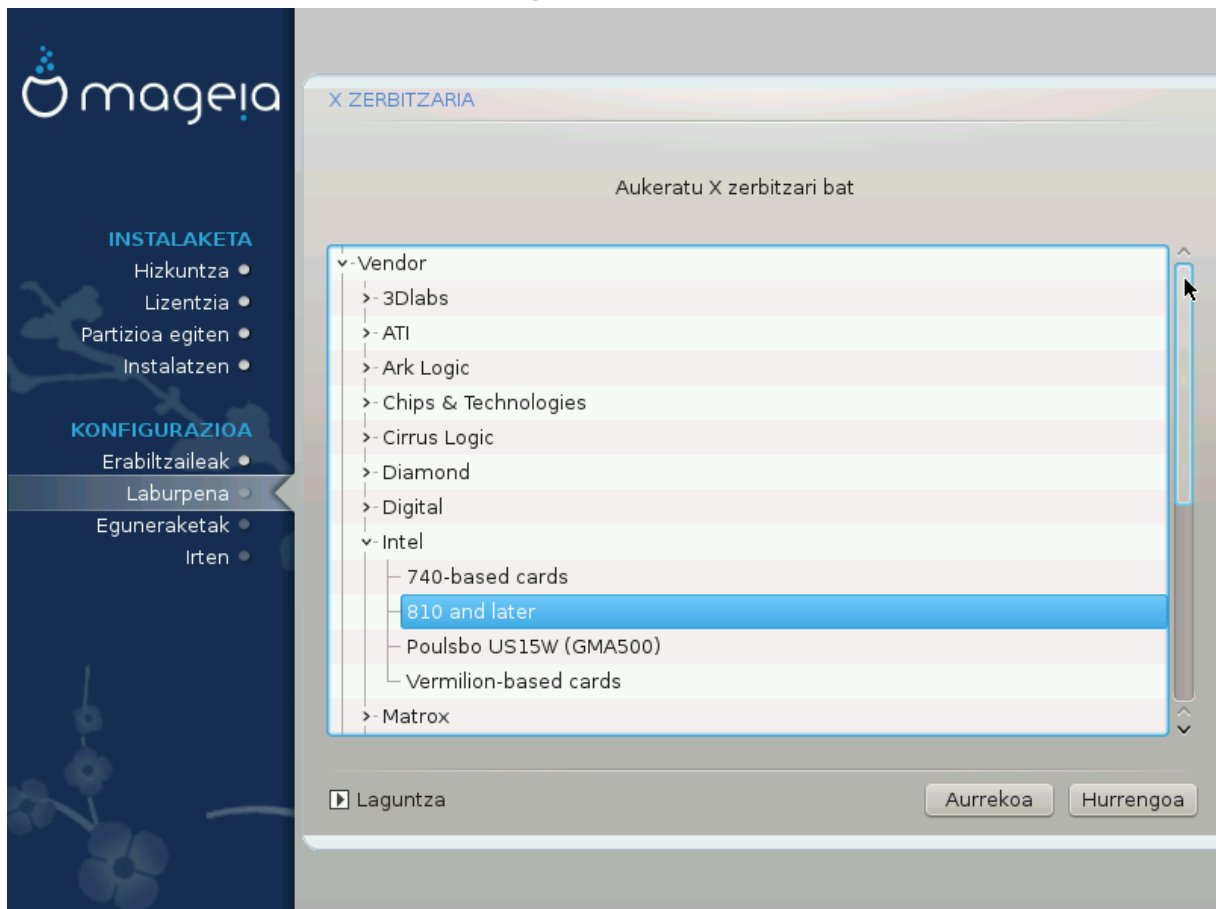 mageia
INSTALAKETA
Hizkuntza
Lizentzia
Partizioa egiten
Instalatzen
KONFIGURAZIOA
Erabiltzaileak
Laburpena
Eguneraketak
Irten
X ZERBITZARIA
Aukeratu X zerbitzari bat
Vendor
3Dlabs
ATI
Ark Logic
Chips & Technologies
Cirrus Logic
Diamond
Digital
Intel
740-based cards
810 and later
Poulsbo US15W (GMA500)
Vermilion-based cards
Matrox
Laguntza
Aurrekoa
Hurrengoa